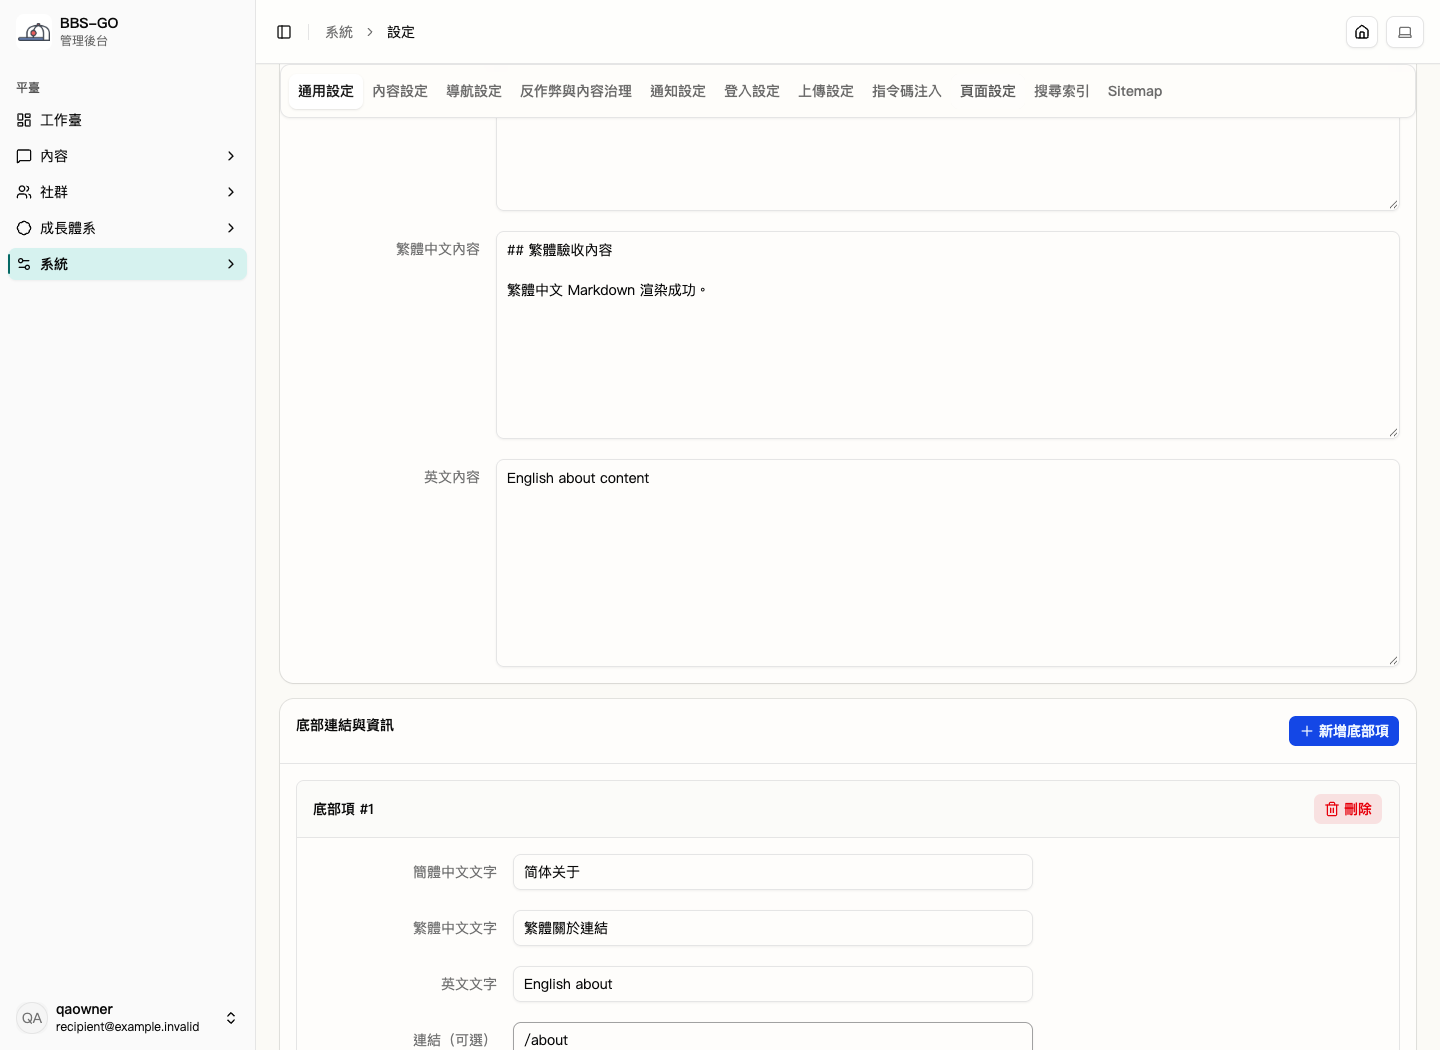 BBS-GO
管理後台
平臺
工作臺
內容
社群
成長體系
系統
QA
qaowner
recipient@example.invalid
系統
設定
通用設定
內容設定
導航設定
反作弊與內容治理
通知設定
登入設定
上傳設定
指令碼注入
頁面設定
搜尋索引
Sitemap
繁體中文內容
## 繁體驗收內容
繁體中文 Markdown 渲染成功。
英文內容
English about content
底部連結與資訊
新增底部項
底部項 #1
刪除
簡體中文文字
简体关于
繁體中文文字
繁體關於連結
英文文字
English about
連結（可選）
/about